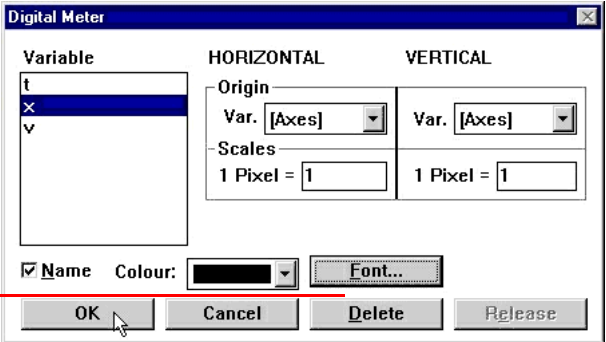 Digital Meter
Variable HORIZONTAL VERTICAL
t
x
v
Origin
Var. [Axes] Var. [Axes]
Scales
1 Pixel = 1 1 Pixel = 1
Name Colour: Font...
OK Cancel Delete Release